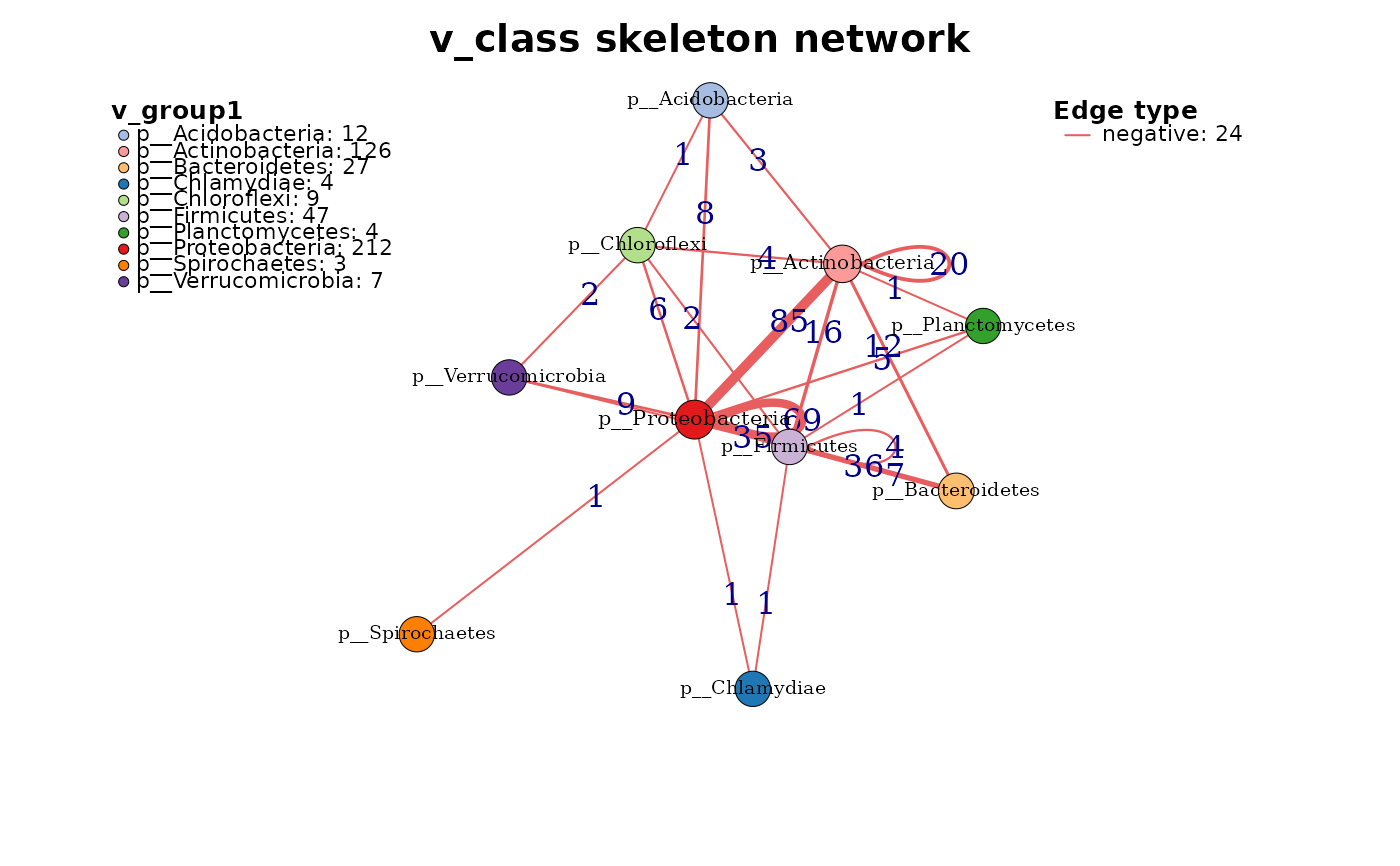 v_class skeleton network
v_group1
p__Acidobacteria: 12
p__Actinobacteria: 126
p__Bacteroidetes: 27
p__Chlamydiae: 4
p__Chloroflexi: 9
p__Firmicutes: 47
p__Planctomycetes: 4
p__Proteobacteria: 212
p__Spirochaetes: 3
p__Verrucomicrobia: 7
Edge type
negative: 24
p__Acidobacteria
1
3
8
p__Chloroflexi
4
p__Actinobacteria
20
1
2
6
2
85
16
p__Planctomycetes
12
5
p__Verrucomicrobia
9
1
p__Proteobacteria
69
35
p__Firmicutes
4
36
7
p__Bacteroidetes
1
1
1
p__Spirochaetes
p__Chlamydiae